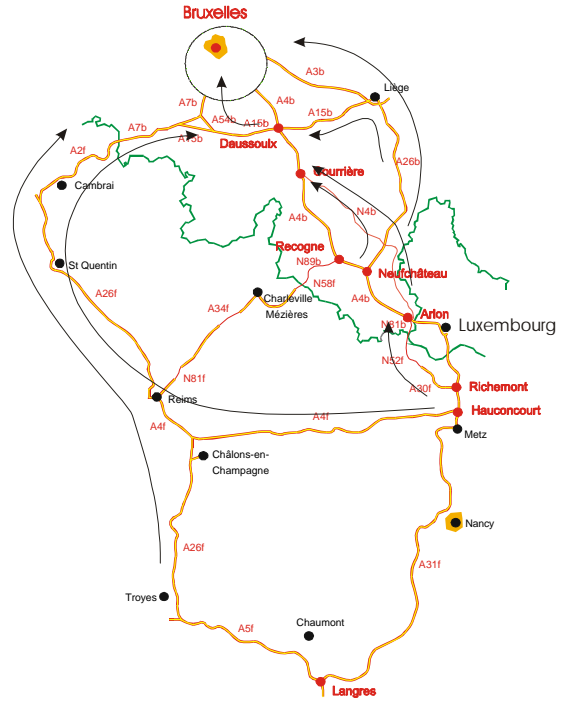 Bruxelles
A3b
Liège
A7b
A4b
A54b
A15b
A15b
A7b
A15b
Daussoulx
A2f
A26b
Courrière
Cambrai
N4b
A4b
Recogne
N89b
St Quentin
Neufchâteau
N58f
A26f
Charleville
Mézières
A4b
A34f
Arlon
N81b
Luxembourg
N52f
N81f
A30f
Richemont
Reims
Hauconcourt
A4f
A4f
Metz
Châlons-en-
Champagne
Nancy
A26f
A31f
Troyes
A5f
Chaumont
Langres